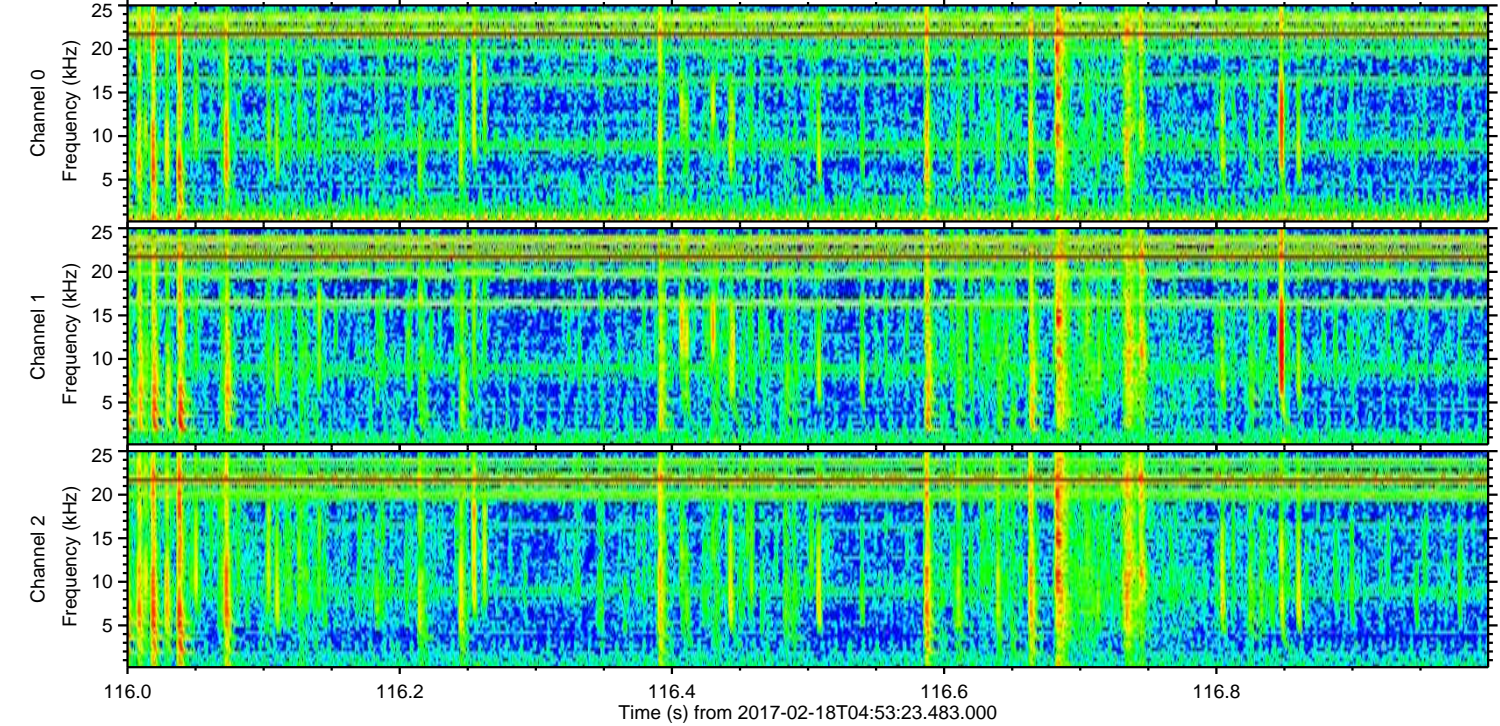 25
20
15
10
5
Channel 0
Frequency (kHz)
25
20
15
10
5
Channel 1
Frequency (kHz)
25
20
15
10
5
Channel 2
Frequency (kHz)
116.0 116.2 116.4 116.6 116.8
Time (s) from 2017-02-18T04:53:23.483.000